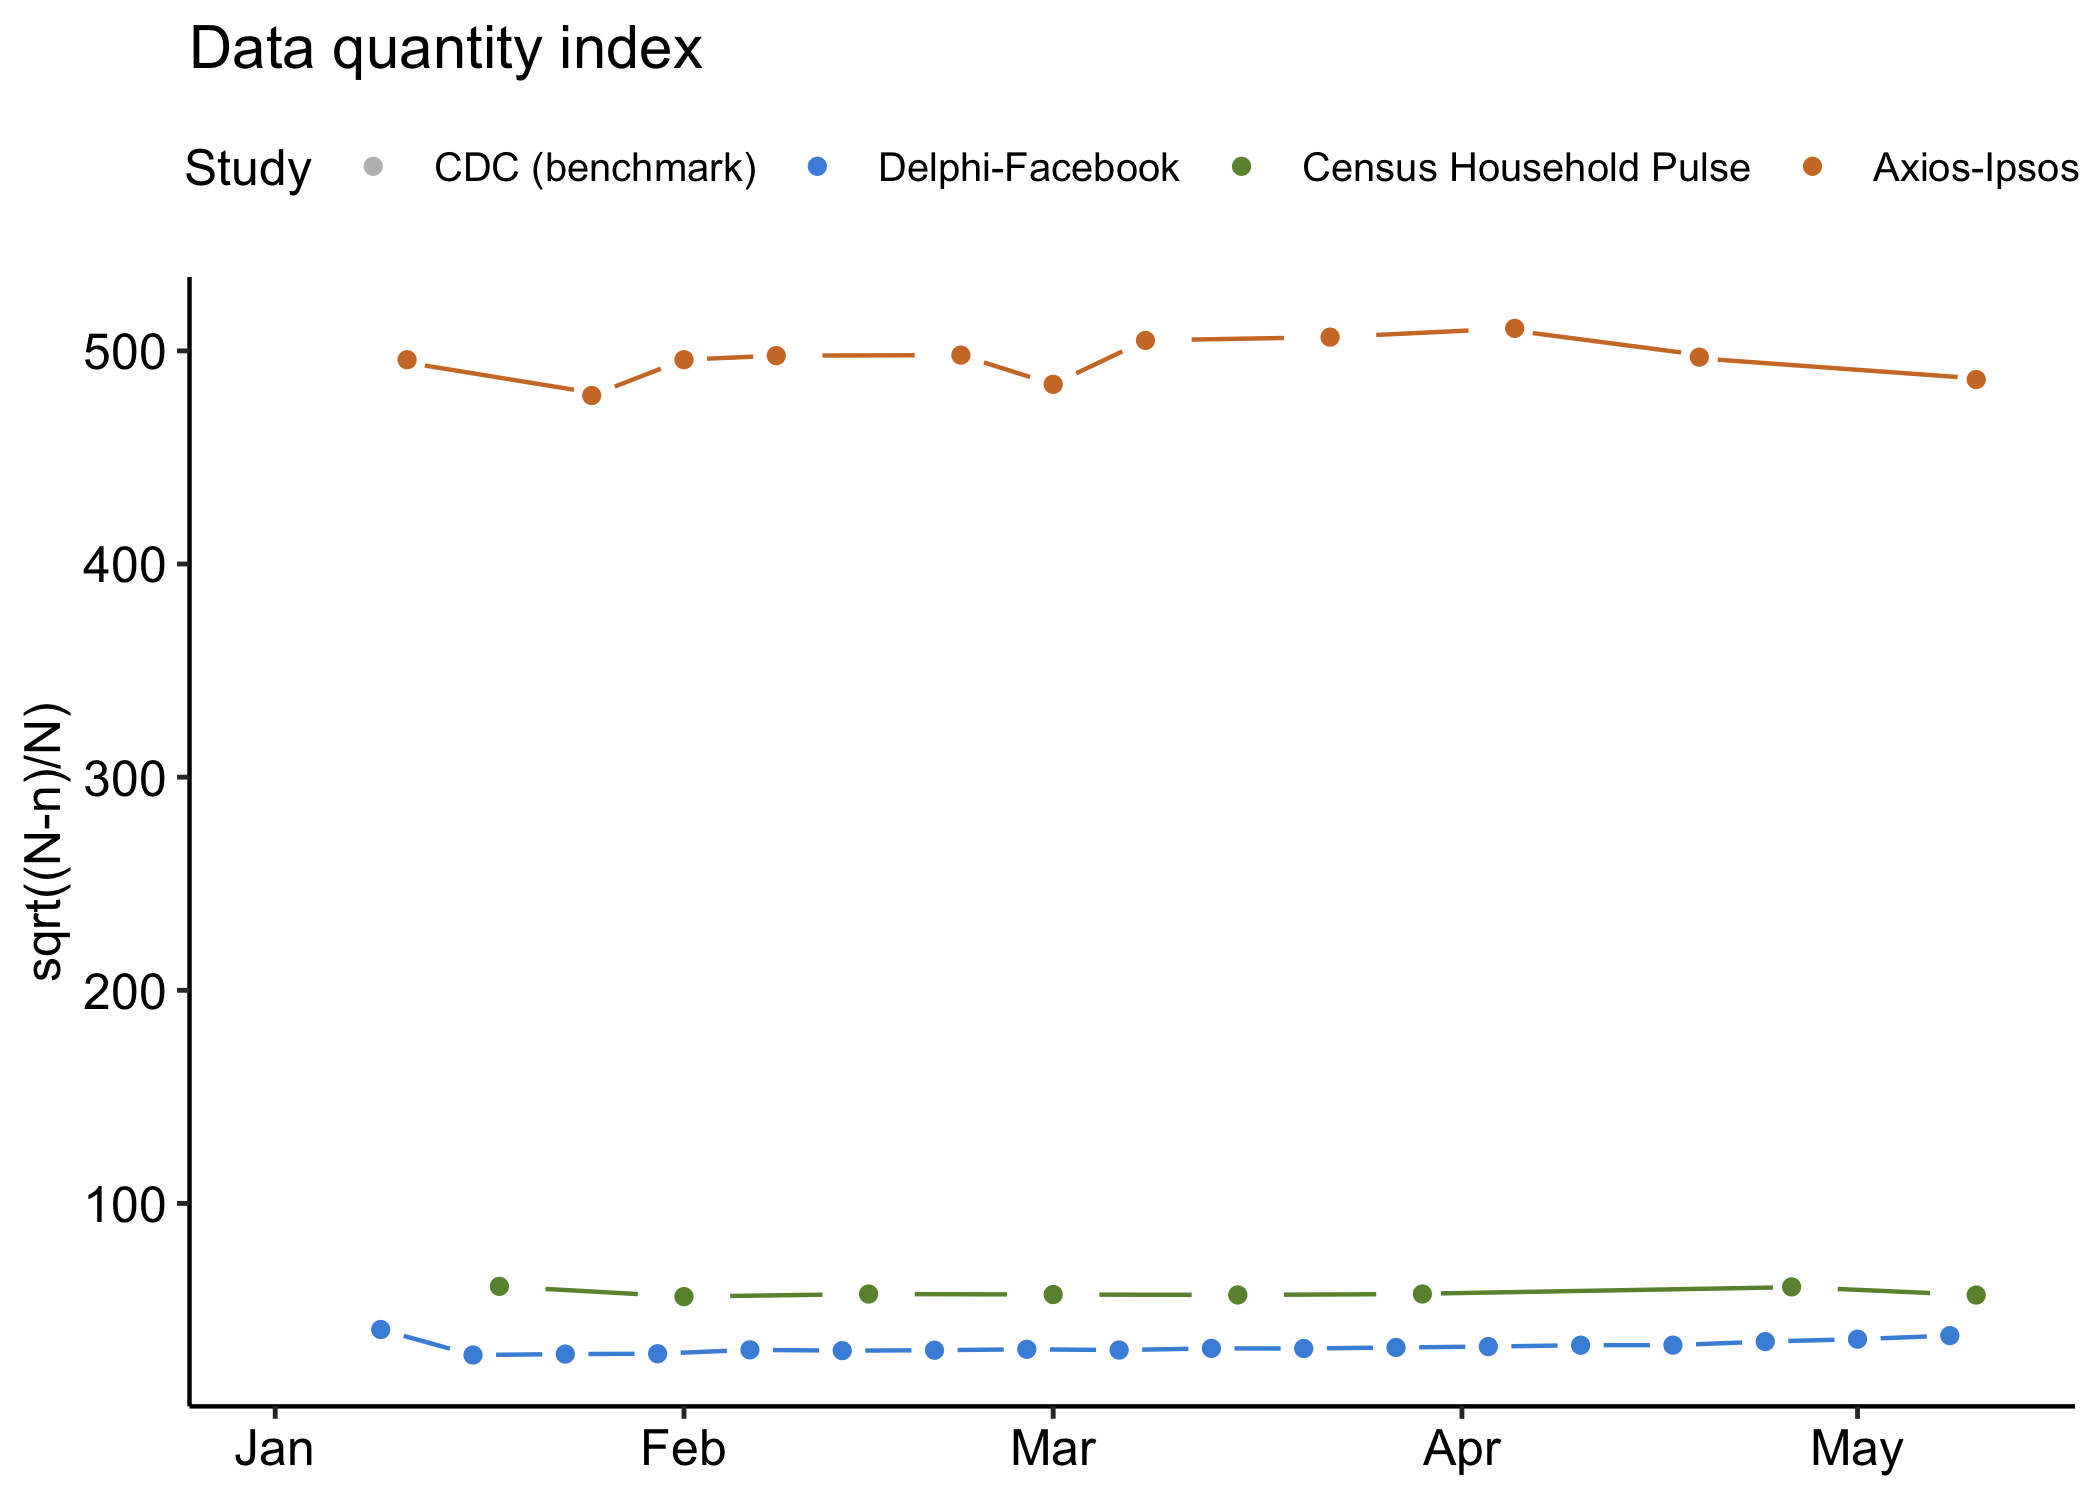 Data quantity index
Study CDC (benchmark) Delphi-Facebook Census Household Pulse Axios-Ipsos
sqrt((N-n)/N)
500
400
300
200
100
Jan Feb Mar Apr May